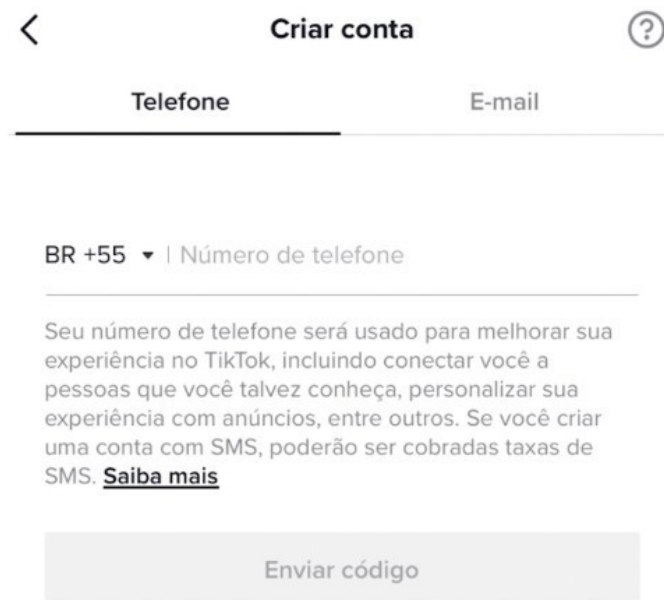 Criar conta
Telefone
E-mail
BR +55
Número de telefone
Seu número de telefone será usado para melhorar sua
experiência no TikTok, incluindo conectar você a
pessoas que você talvez conheça, personalizar sua
experiência com anúncios, entre outros. Se você criar
uma conta com SMS, poderão ser cobradas taxas de
SMS. Saiba mais
Enviar código